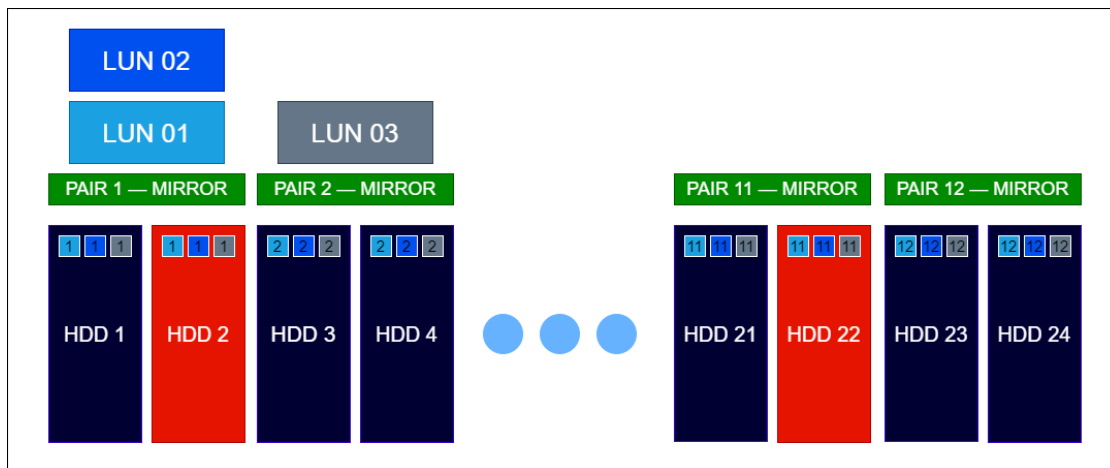 LUN 02
LUN 01
LUN 03
PAIR 1 — MIRROR
PAIR 2 — MIRROR
PAIR 11 — MIRROR
PAIR 12 — MIRROR
1 1 1
1 1 1
2 2 2
2 2 2
11 11 11
11 11 11
12 12 12
12 12 12
HDD 1
HDD 2
HDD 3
HDD 4
HDD 21
HDD 22
HDD 23
HDD 24